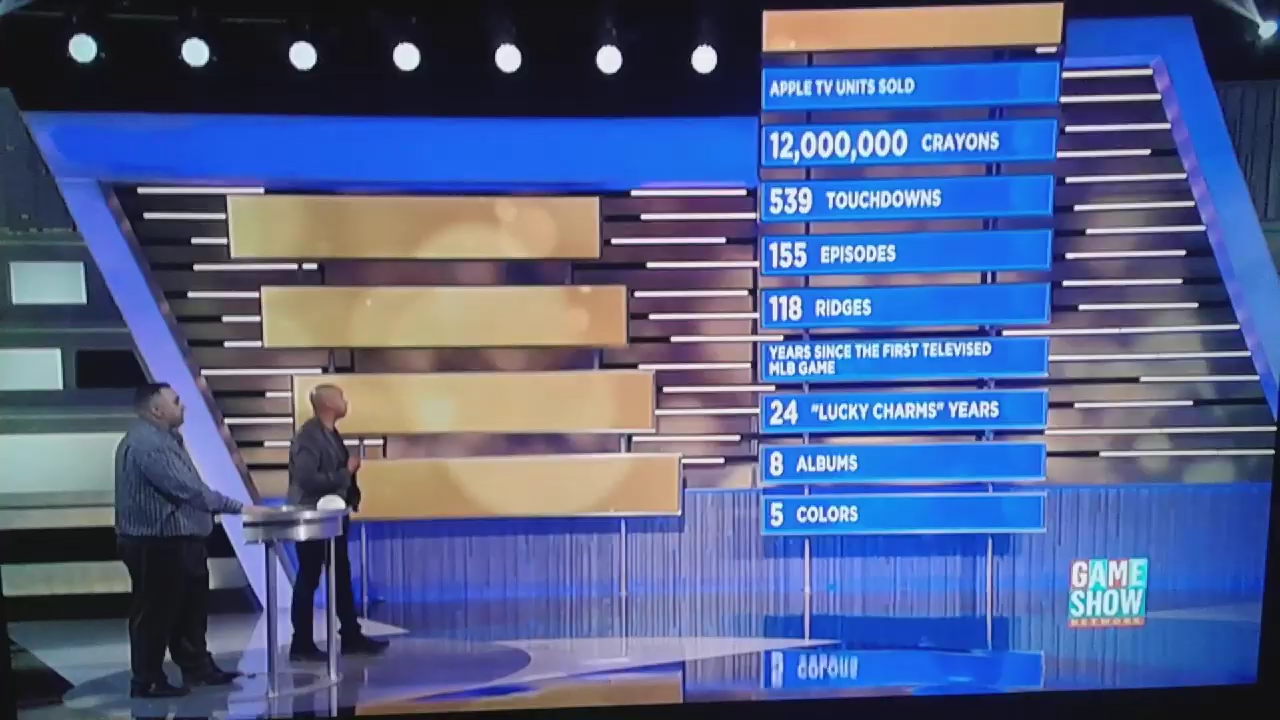 APPLE TV UNITS SOLD
12,000,000 CRAYONS
539 TOUCHDOWNS
155 EPISODES
118 RIDGES
YEARS SINCE THE FIRST TELEVISED
MLB GAME
24 "LUCKY CHARMS" YEARS
8 ALBUMS
5 COLORS
GAME
SHOW
NETWORK